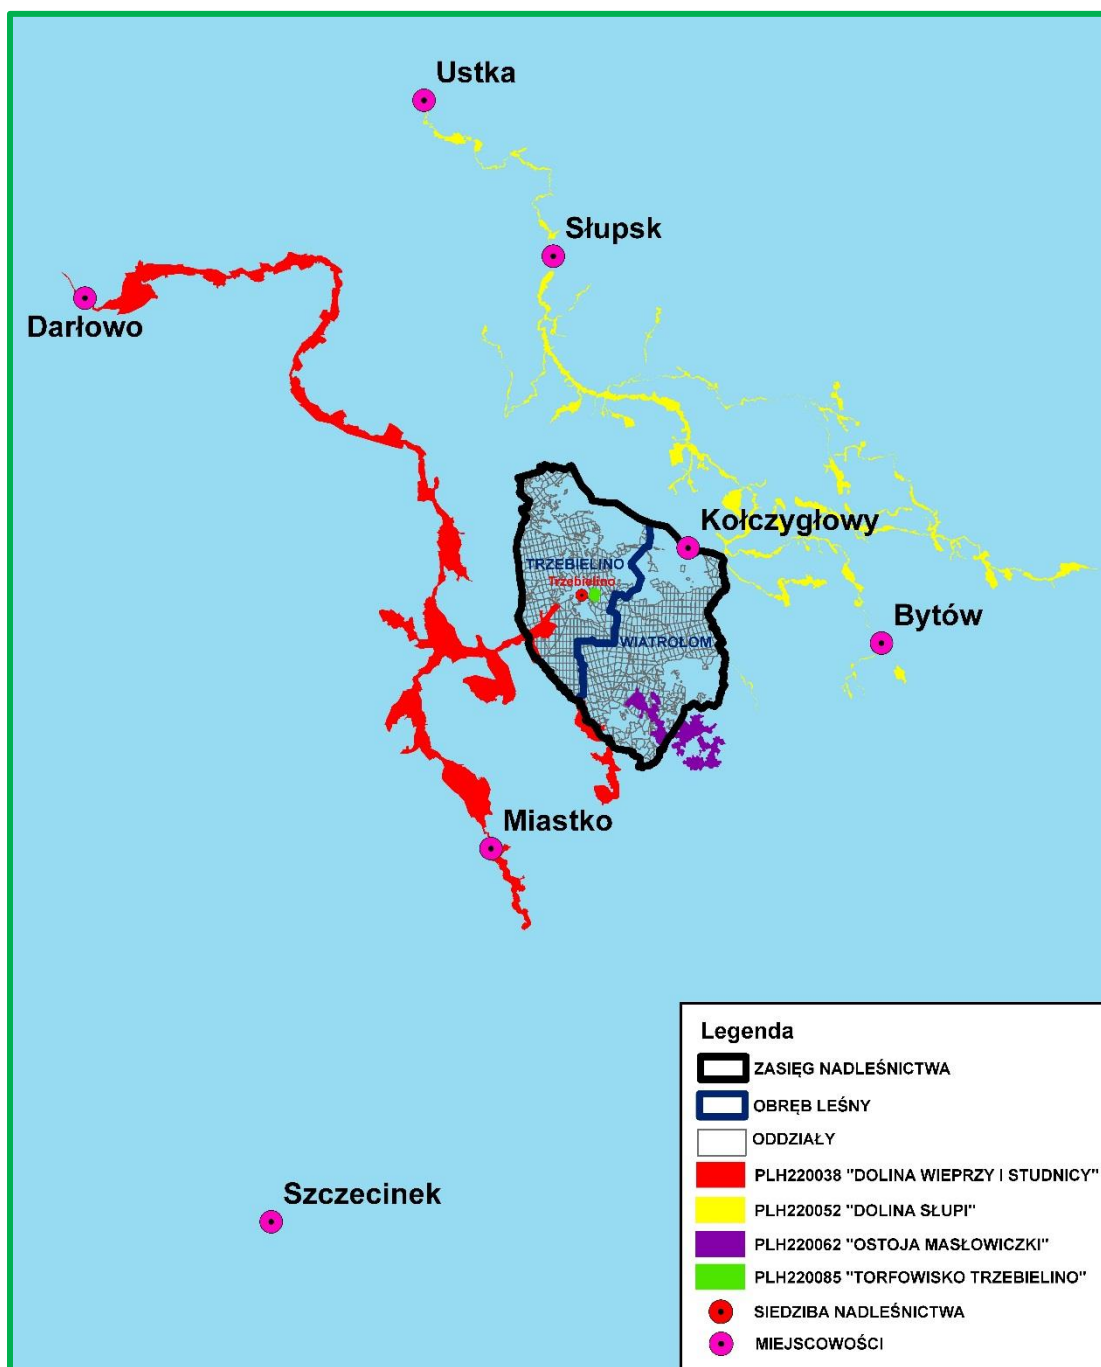 Ustka
Słupsk
Darłowo
Kołczygłowy
TRZEBIELINO
Trzebielino
WIATROŁOM
Bytów
Miastko
Szczecinek
Legenda
ZASIĘG NADLEŚNICTWA
OBRĘB LEŚNY
ODDZIAŁY
PLH220038 "DOLINA WIEPRZY I STUDNICY"
PLH220052 "DOLINA SŁUPI"
PLH220062 "OSTOJA MASŁOWICZKI"
PLH220085 "TORFOWISKO TRZEBIELINO"
SIEDZIBA NADLEŚNICTWA
MIEJSCOWOŚCI